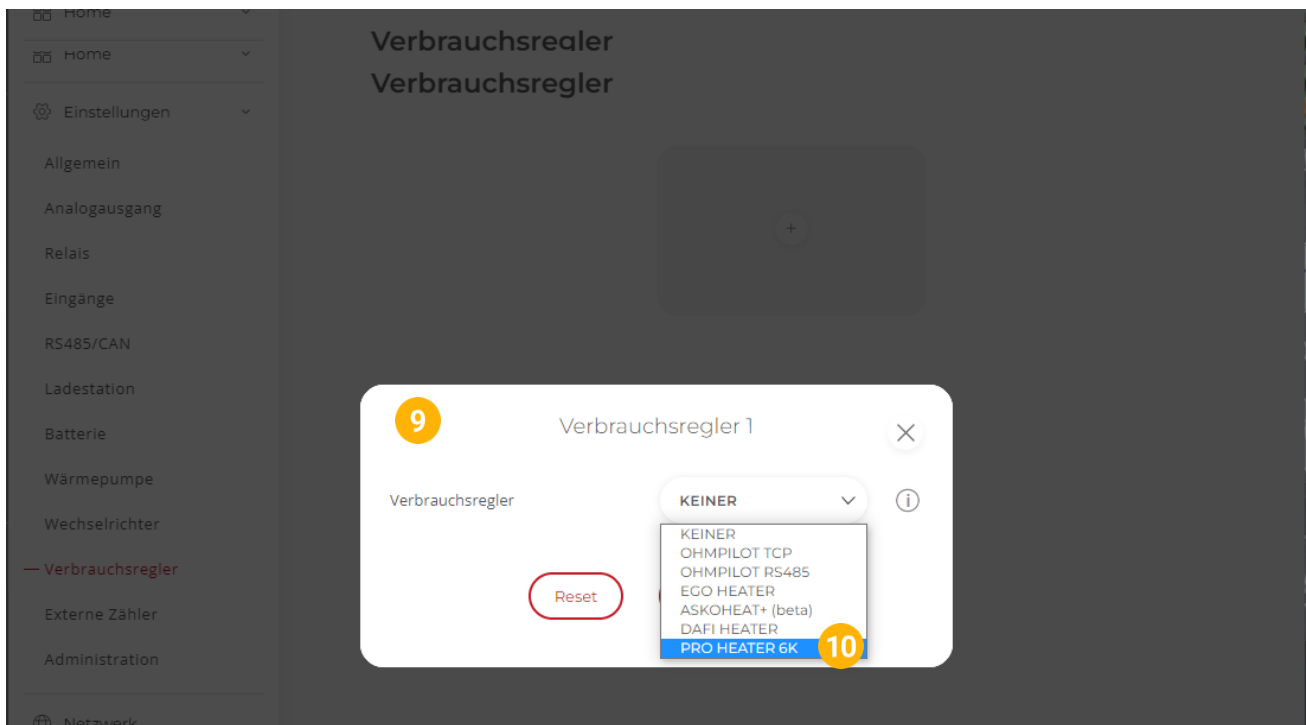 Home
Home
Einstellungen
Allgemein
Analogausgang
Relais
Eingänge
RS485/CAN
Ladestation
Batterie
Wärmepumpe
Wechselrichter
Verbrauchsregler
Externe Zähler
Administration
Netzwerk
Verbrauchsregler
Verbrauchsregler
+
9
Verbrauchsregler 1
Verbrauchsregler
KEINER
KEINER
OHMPILOT TCP
OHMPILOT RS485
EGO HEATER
ASKOHEAT+ (beta)
DAFI HEATER
PRO HEATER 6K
10
Reset